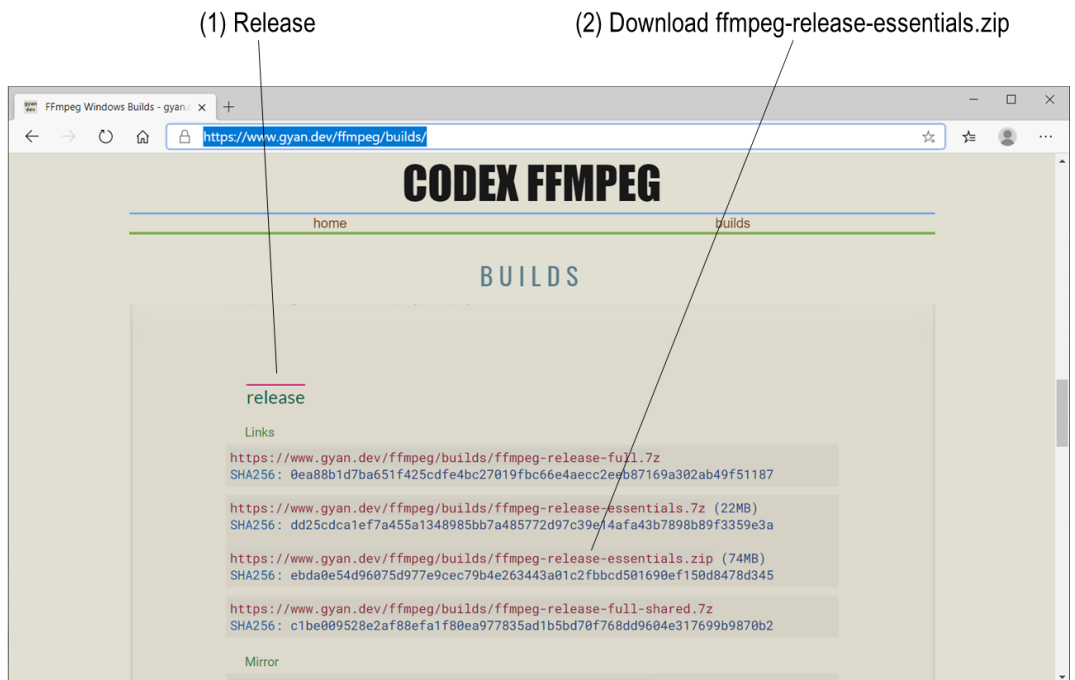 (1) Release
(2) Download ffmpeg-release-essentials.zip
gyan dev
FFmpeg Windows Builds - gyan.
https://www.gyan.dev/ffmpeg/builds/
CODEX FFMPEG
home
builds
BUILDS
release
Links
https://www.gyan.dev/ffmpeg/builds/ffmpeg-release-full.7z
SHA256: 0ea88b1d7ba651f425cdfe4bc27019fbc66e4aecc2eeb87169a302ab49f51187
https://www.gyan.dev/ffmpeg/builds/ffmpeg-release-essentials.7z (22MB)
SHA256: dd25cdca1ef7a455a1348985bb7a485772d97c39e14afa43b7898b89f3359e3a
https://www.gyan.dev/ffmpeg/builds/ffmpeg-release-essentials.zip (74MB)
SHA256: ebda0e54d96075d977e9cec79b4e263443a01c2fbbcd501690ef150d8478d345
https://www.gyan.dev/ffmpeg/builds/ffmpeg-release-full-shared.7z
SHA256: c1be009528e2af88efa1f80ea977835ad1b5bd70f768dd9604e317699b9870b2
Mirror